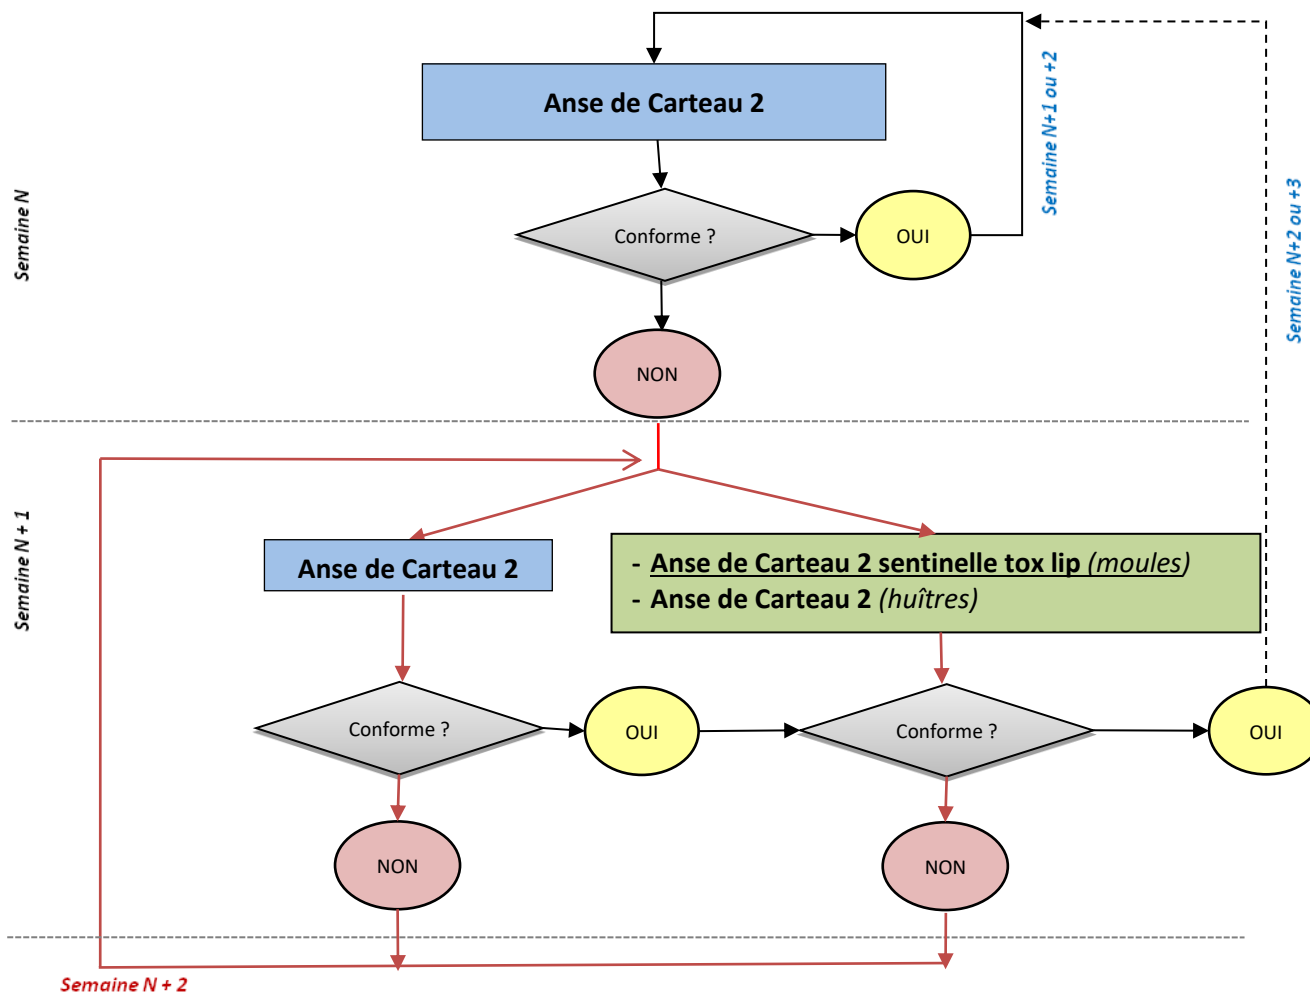 Anse de Carteau 2
Semaine N+1 ou +2
Semaine N
Semaine N+2 ou +3
Conforme ?
OUI
NON
Semaine N + 1
Anse de Carteau 2
- Anse de Carteau 2 sentinelle tox lip (moules)
- Anse de Carteau 2 (huîtres)
Conforme ?
OUI
Conforme ?
OUI
NON
NON
Semaine N + 2